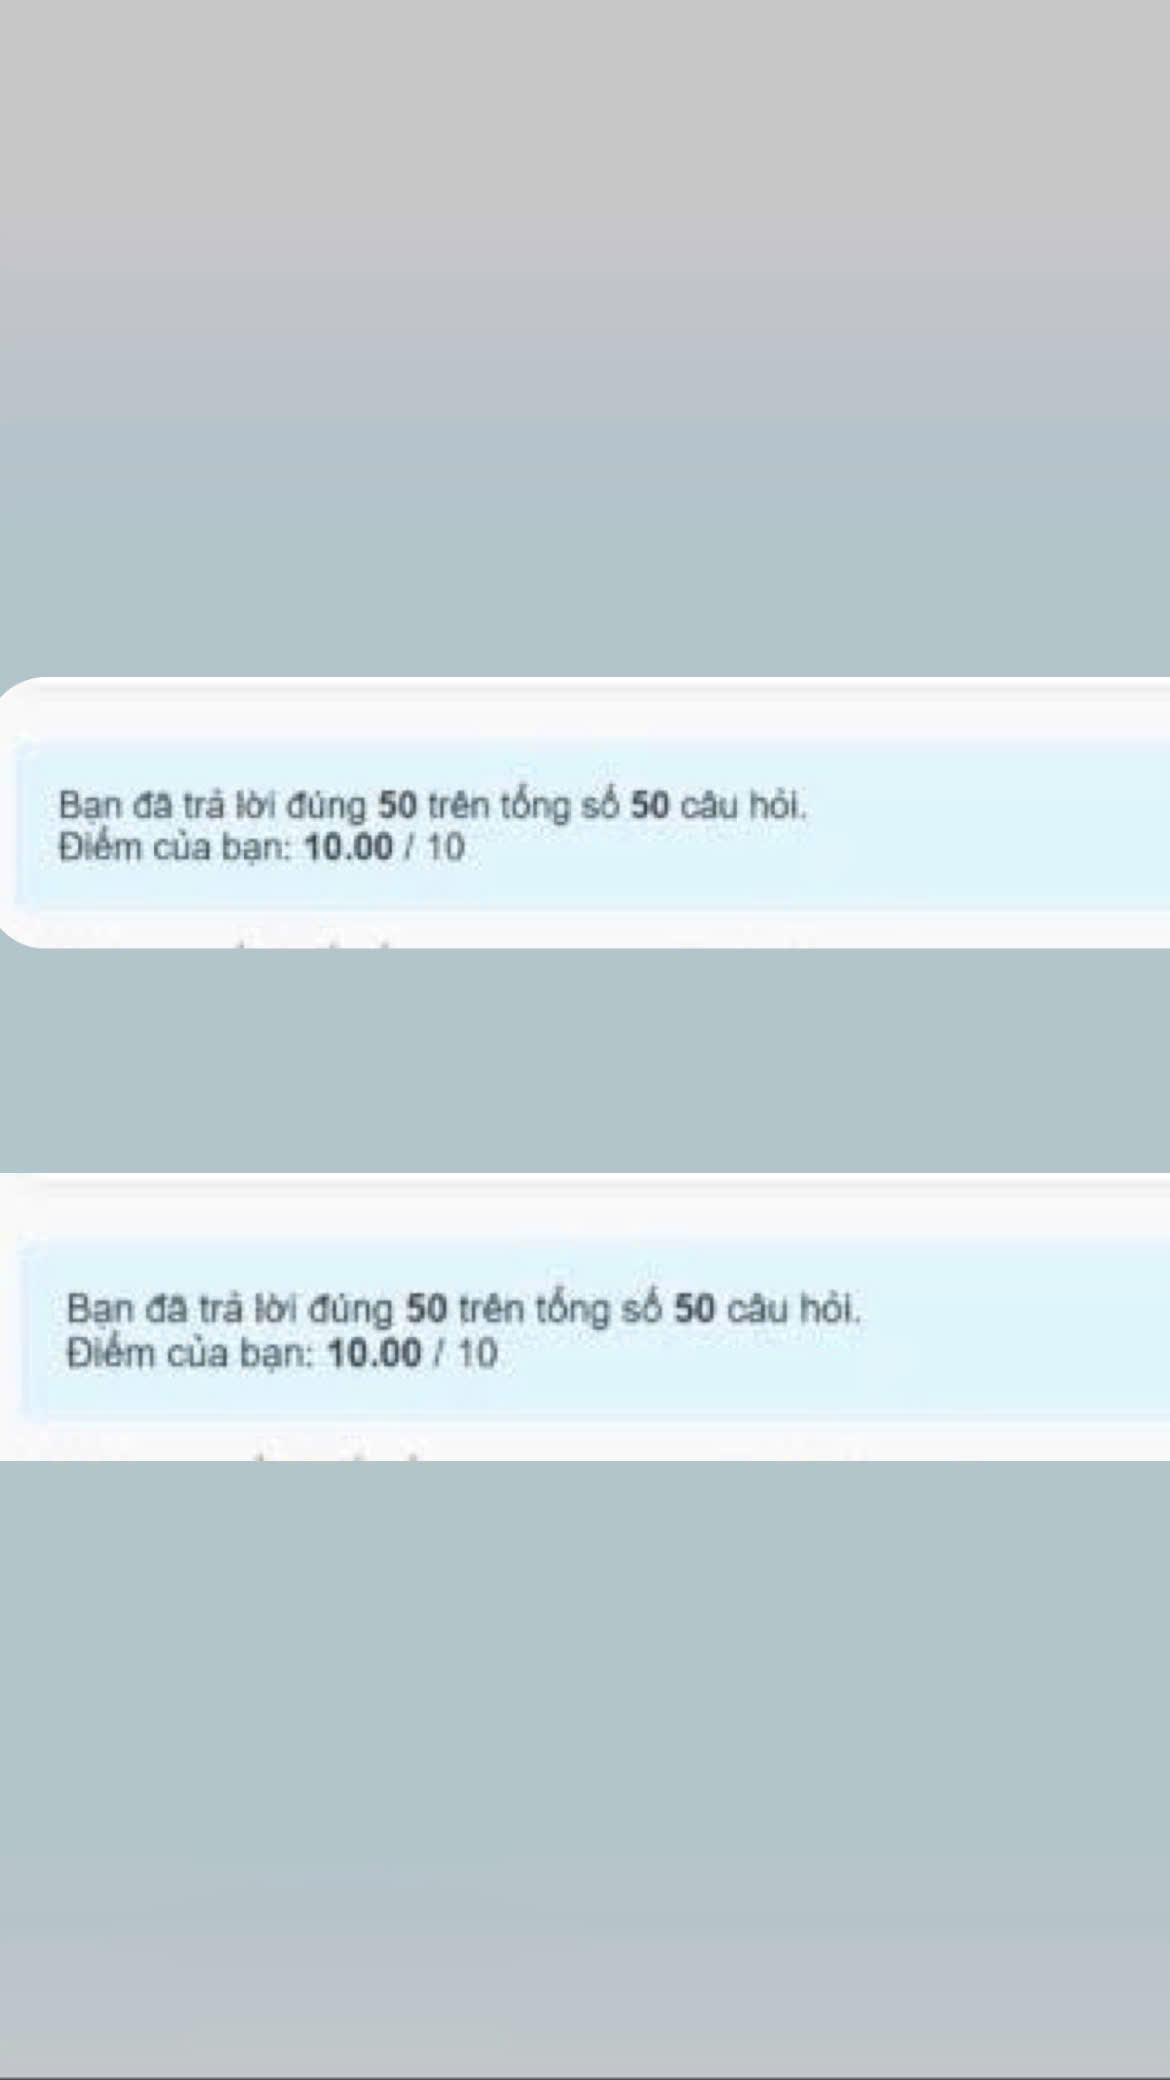 Bạn đã trả lời đúng 50 trên tổng số 50 câu hỏi.
Điểm của bạn: 10.00 / 10
Bạn đã trả lời đúng 50 trên tổng số 50 câu hỏi.
Điểm của bạn: 10.00 / 10